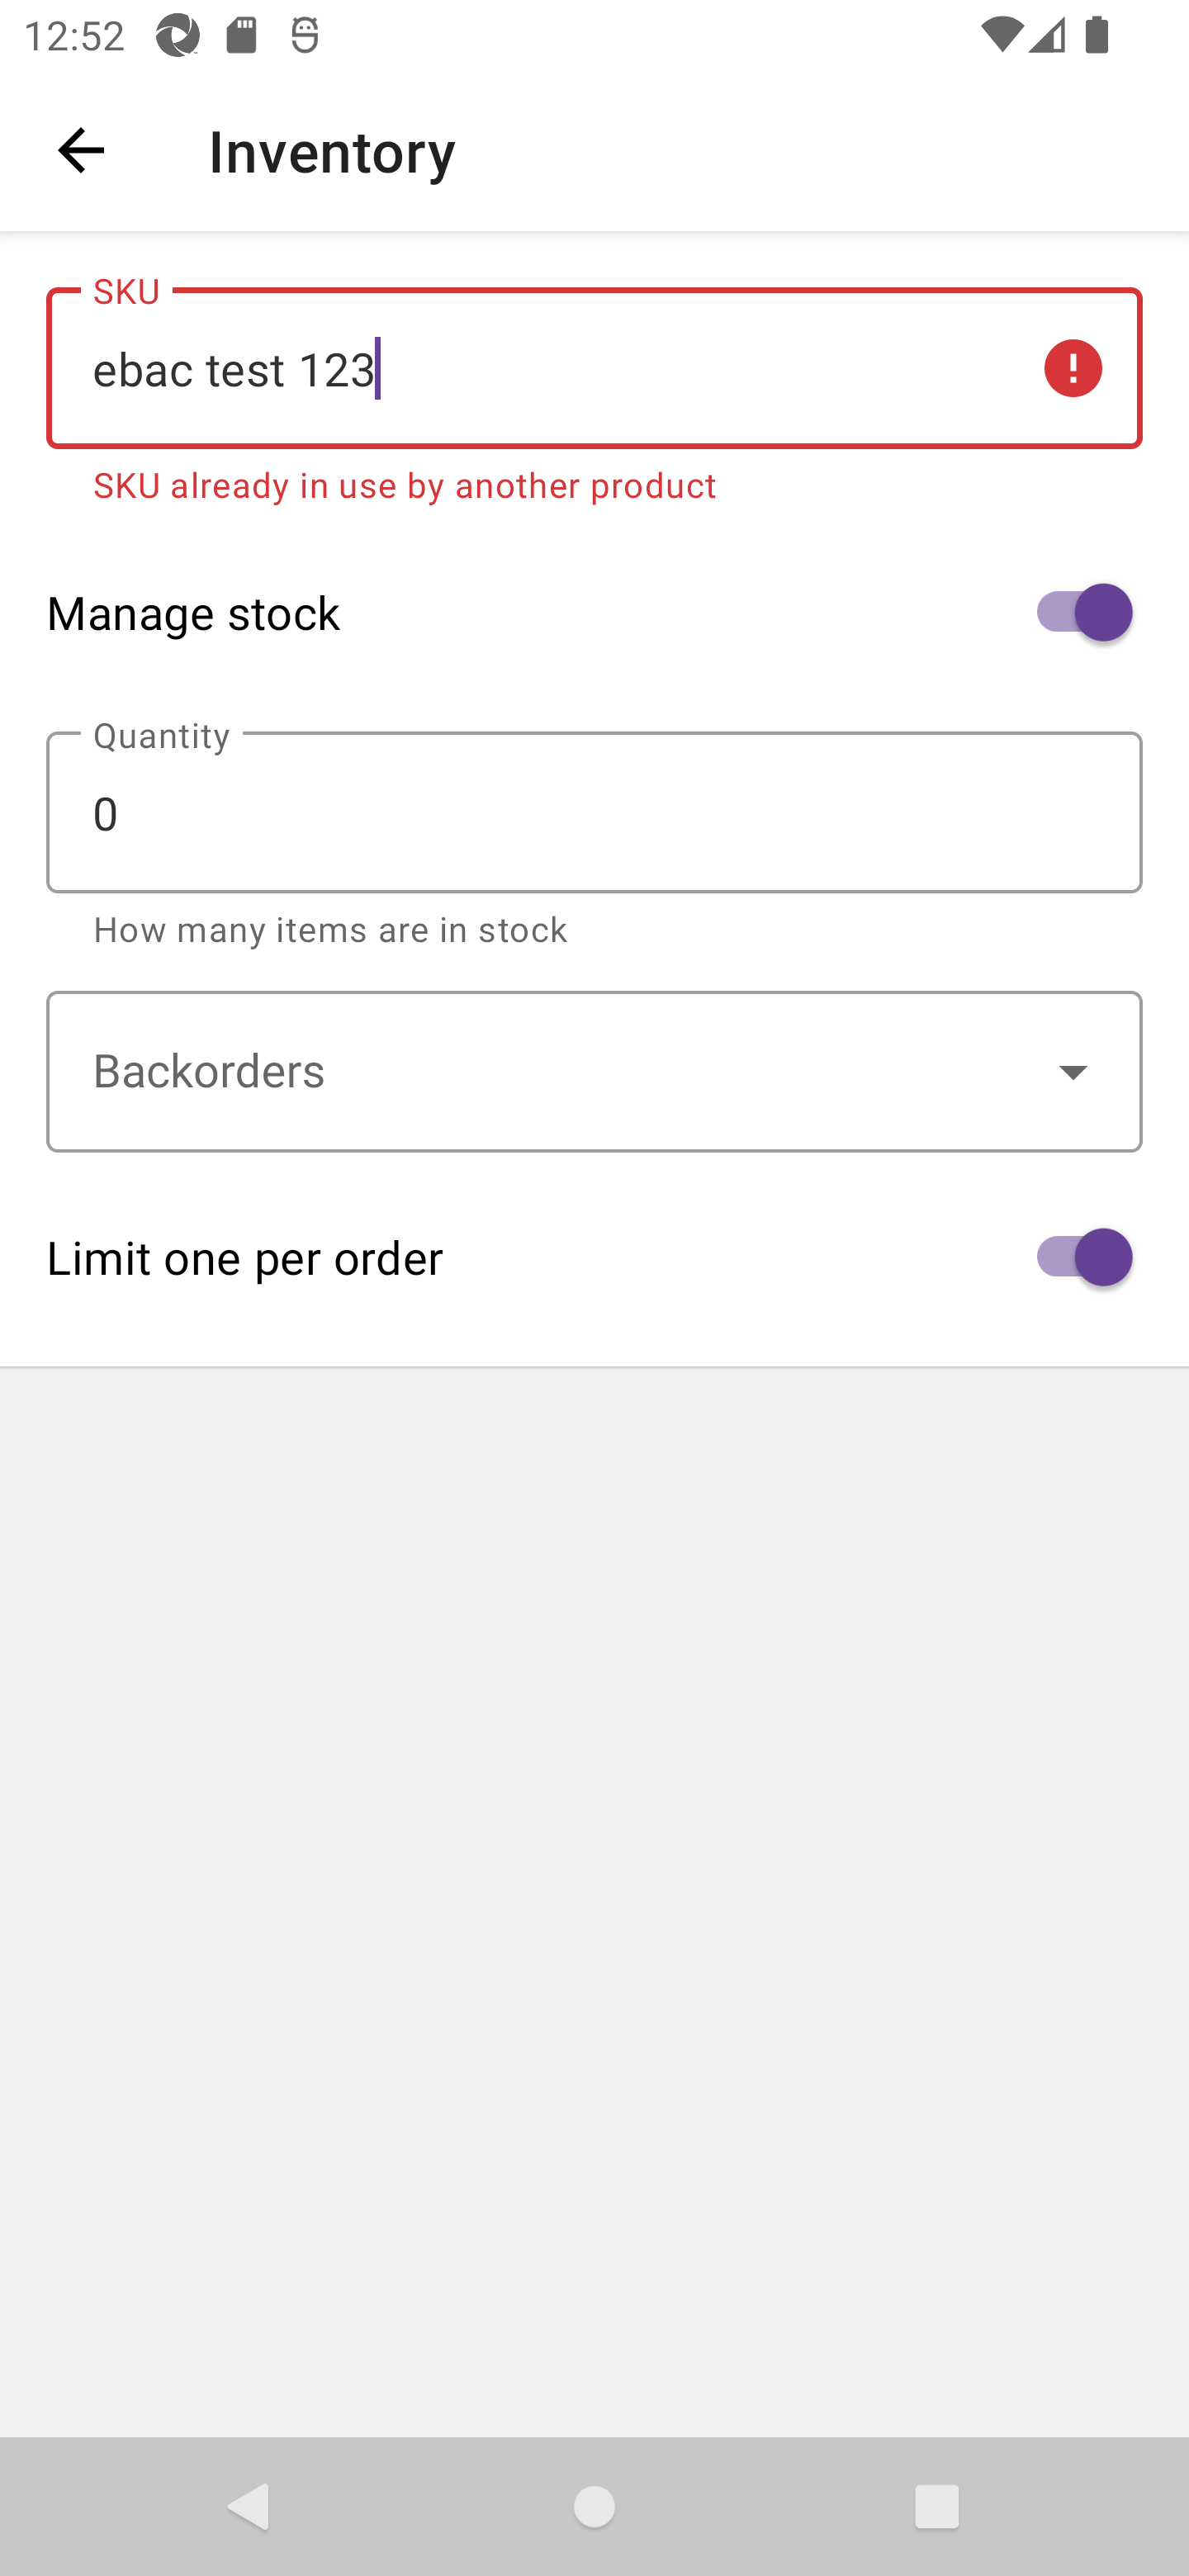 12:52
Inventory
SKU
ebac test 123
SKU already in use by another product
Manage stock
Quantity
0
How many items are in stock
Backorders
Limit one per order